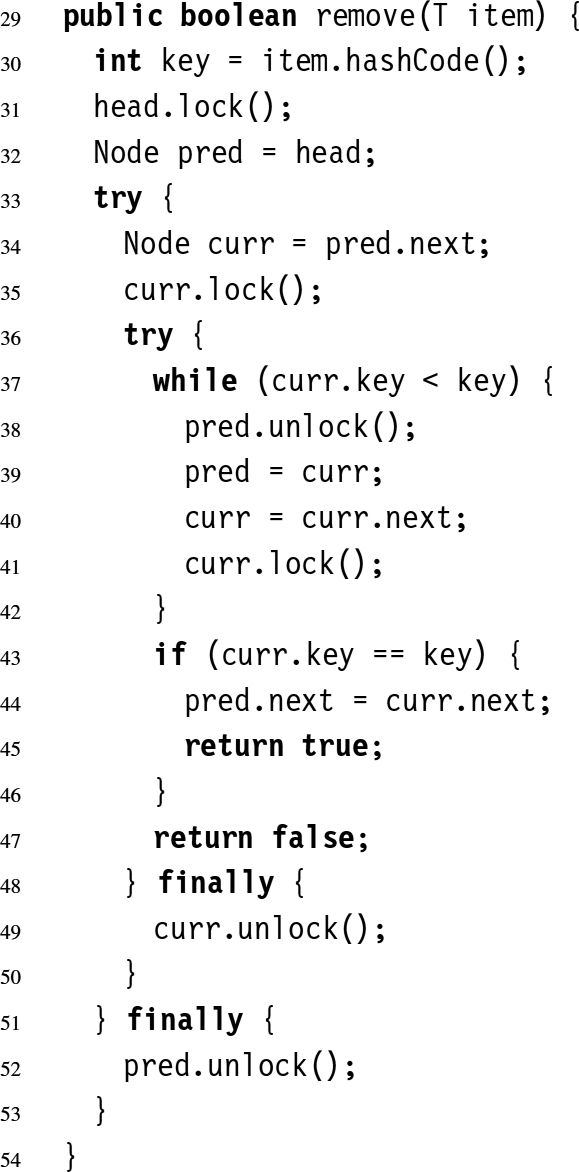 29 public boolean remove(T item) {
30 int key = item.hashCode();
31 head.lock();
32 Node pred = head;
33 try {
34 Node curr = pred.next;
35 curr.lock();
36 try {
37 while (curr.key < key) {
38 pred.unlock();
39 pred = curr;
40 curr = curr.next;
41 curr.lock();
42 }
43 if (curr.key == key) {
44 pred.next = curr.next;
45 return true;
46 }
47 return false;
48 } finally {
49 curr.unlock();
50 }
51 } finally {
52 pred.unlock();
53 }
54 }